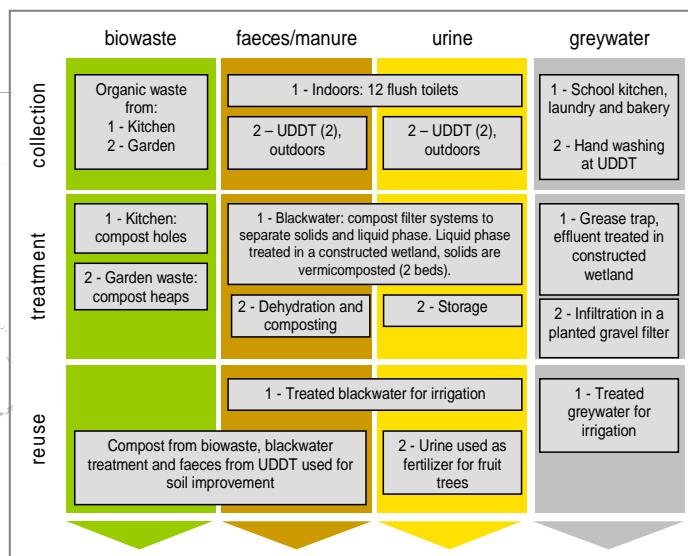 biowaste
faeces/manure
urine
greywater
collection
Organic waste
from:
1 - Kitchen
2 - Garden
1 - Indoors: 12 flush toilets
2 – UDDT (2),
outdoors
2 – UDDT (2),
outdoors
1 - School kitchen,
laundry and bakery
2 - Hand washing
at UDDT
treatment
1 - Kitchen:
compost holes
2 - Garden waste:
compost heaps
1 - Blackwater: compost filter systems to
separate solids and liquid phase. Liquid phase
treated in a constructed wetland, solids are
vermicomposted (2 beds).
2 - Dehydration and
composting
2 - Storage
1 - Grease trap,
effluent treated in
constructed
wetland
2 - Infiltration in a
planted gravel filter
reuse
1 - Treated blackwater for irrigation
Compost from biowaste, blackwater
treatment and faeces from UDDT used for
soil improvement
2 - Urine used as
fertilizer for fruit
trees
1 - Treated
greywater for
irrigation